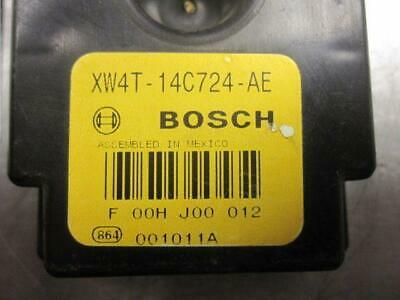 XW4T-14C724-AE
BOSCH
ASSEMBLED IN MEXICO
F 00H J00 012
864 001011A